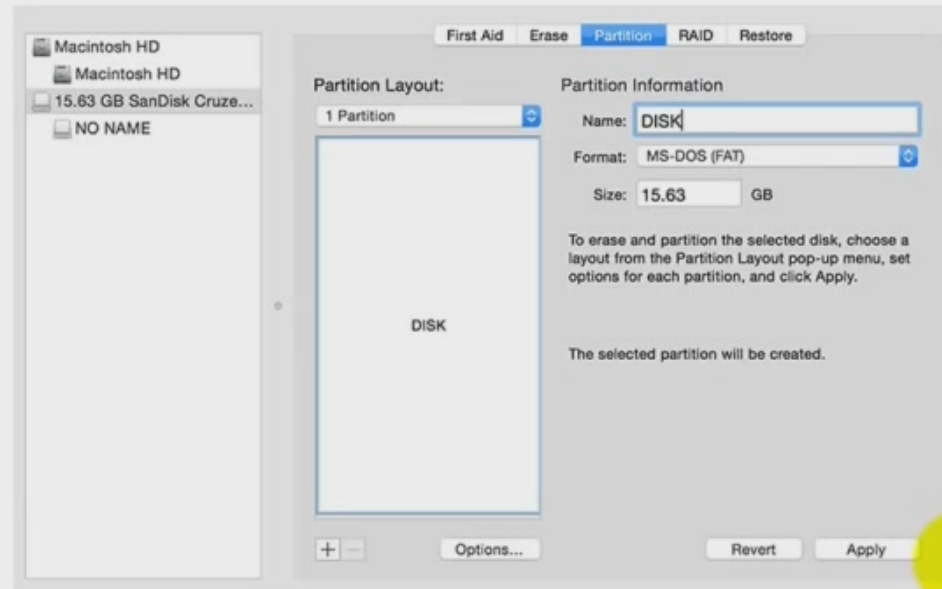 First Aid Erase Partition RAID Restore
Macintosh HD
Macintosh HD
15.63 GB SanDisk Cruze...
NO NAME
Partition Layout:
1 Partition
DISK
Partition Information
Name: DISK
Format: MS-DOS (FAT)
Size: 15.63 GB
To erase and partition the selected disk, choose a
layout from the Partition Layout pop-up menu, set
options for each partition, and click Apply.
The selected partition will be created.
+ −
Options...
Revert
Apply